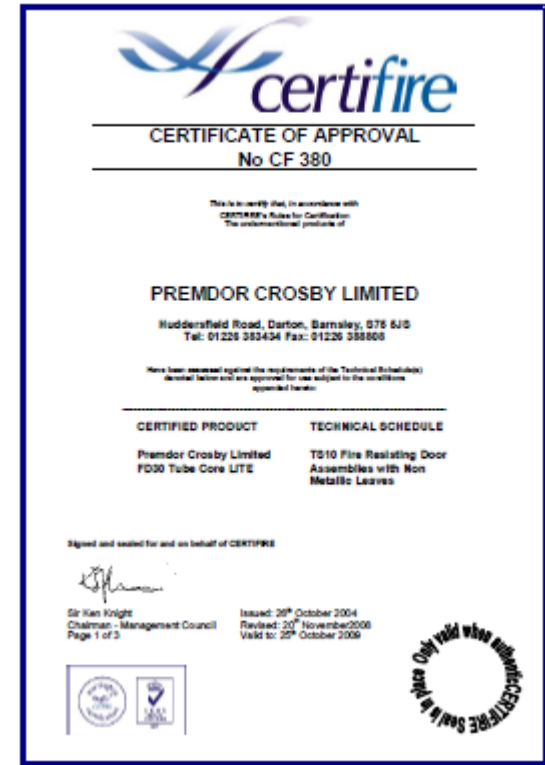 certifire
CERTIFICATE OF APPROVAL
No CF 380
This is to certify that, in accordance with
CERTIFIRE's Rules for Certification
The undermentioned products of
PREMDOR CROSBY LIMITED
Huddersfield Road, Darton, Barnsley, S75 5JS
Tel: 01226 383434 Fax: 01226 388808
Have been assessed against the requirements of the Technical Schedule(s)
denoted below and are approved for use subject to the conditions
appended hereto:
CERTIFIED PRODUCT TECHNICAL SCHEDULE
Premdor Crosby Limited TS10 Fire Resisting Door
FD30 Tube Core LITE Assemblies with Non
Metallic Leaves
Signed and sealed for and on behalf of CERTIFIRE
Sir Ken Knight Issued: 26th October 2004
Chairman - Management Council Revised: 20th November2008
Page 1 of 3 Valid to: 25th October 2009
Only valid when authentic CERTIFIRE Seal is in place